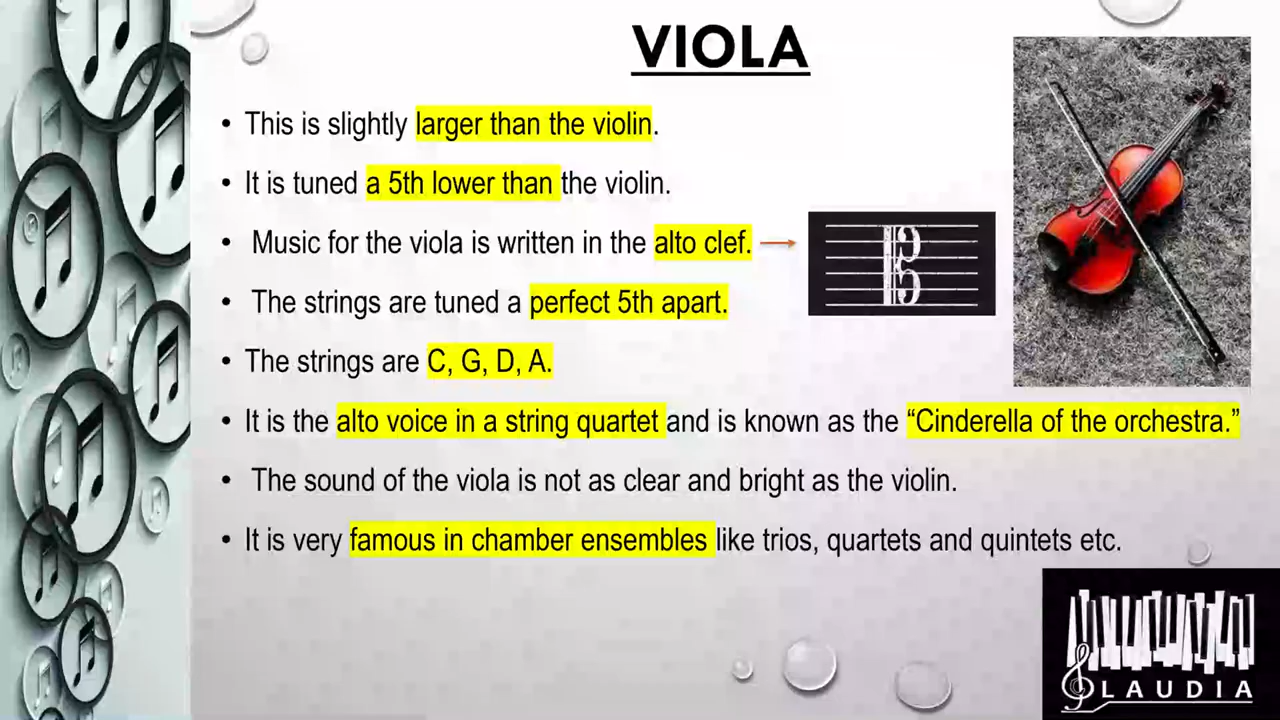 VIOLA
• This is slightly larger than the violin.
• It is tuned a 5th lower than the violin.
• Music for the viola is written in the alto clef.
• The strings are tuned a perfect 5th apart.
• The strings are C, G, D, A.
• It is the alto voice in a string quartet and is known as the “Cinderella of the orchestra.”
• The sound of the viola is not as clear and bright as the violin.
• It is very famous in chamber ensembles like trios, quartets and quintets etc.
LAUDIA